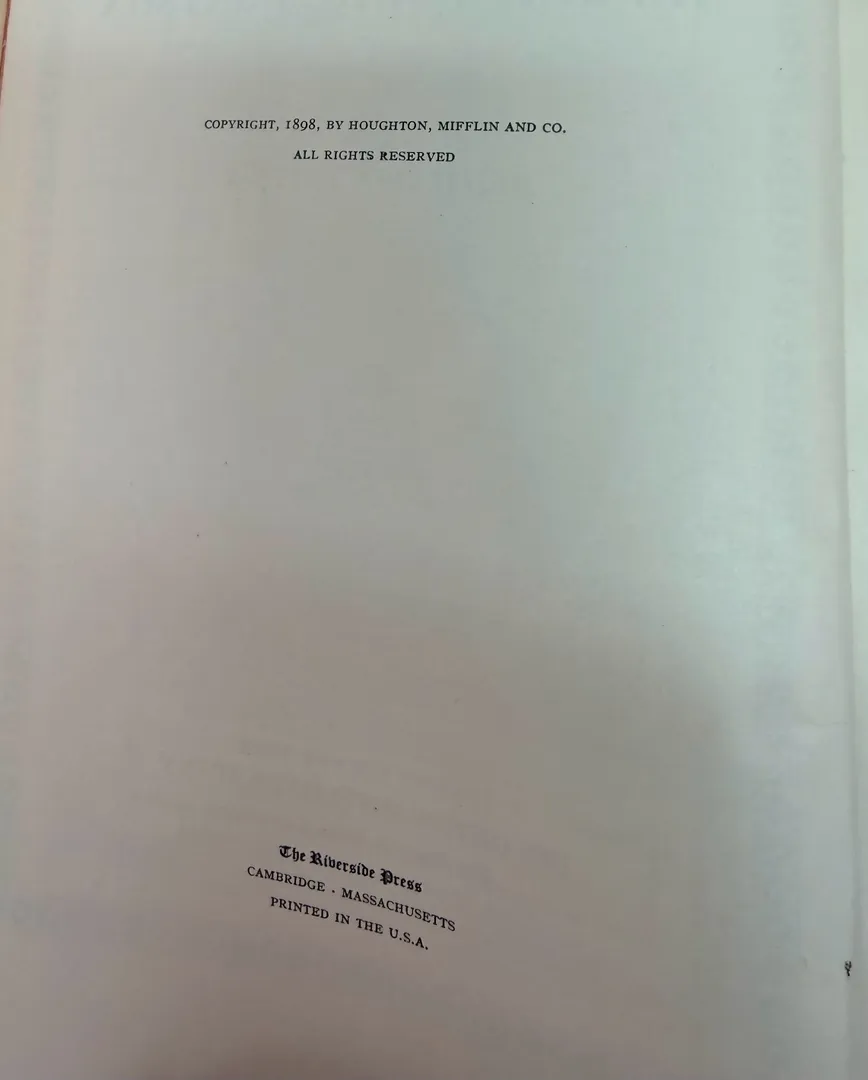 COPYRIGHT, 1898, BY HOUGHTON, MIFFLIN AND CO.
ALL RIGHTS RESERVED
The Riverside Press
CAMBRIDGE . MASSACHUSETTS
PRINTED IN THE U.S.A.